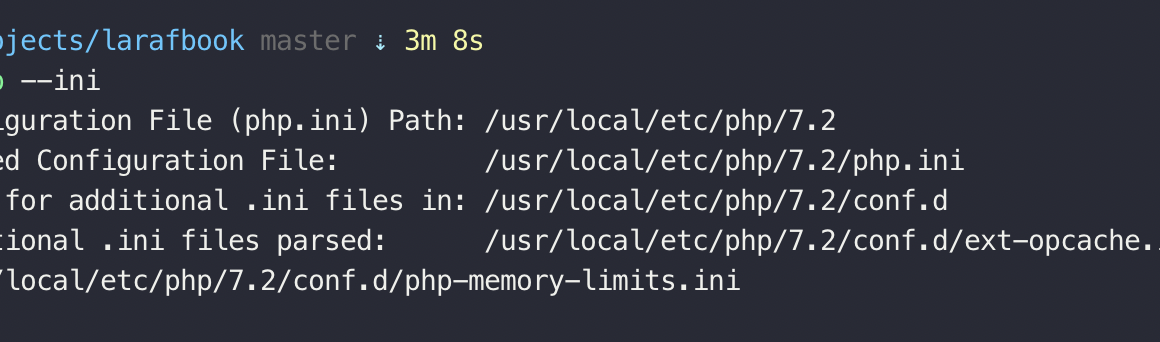 ojects/larafbook master ⇣ 3m 8s
--ini
iguration File (php.ini) Path: /usr/local/etc/php/7.2
ed Configuration File: /usr/local/etc/php/7.2/php.ini
for additional .ini files in: /usr/local/etc/php/7.2/conf.d
tional .ini files parsed: /usr/local/etc/php/7.2/conf.d/ext-opcache.
/local/etc/php/7.2/conf.d/php-memory-limits.ini